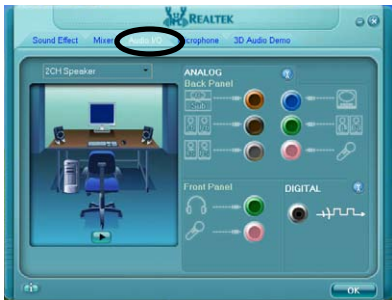 REALTEK
Sound Effect Mixer Audio I/O Microphone 3D Audio Demo
2CH Speaker
ANALOG
Back Panel
Front Panel
DIGITAL
OK